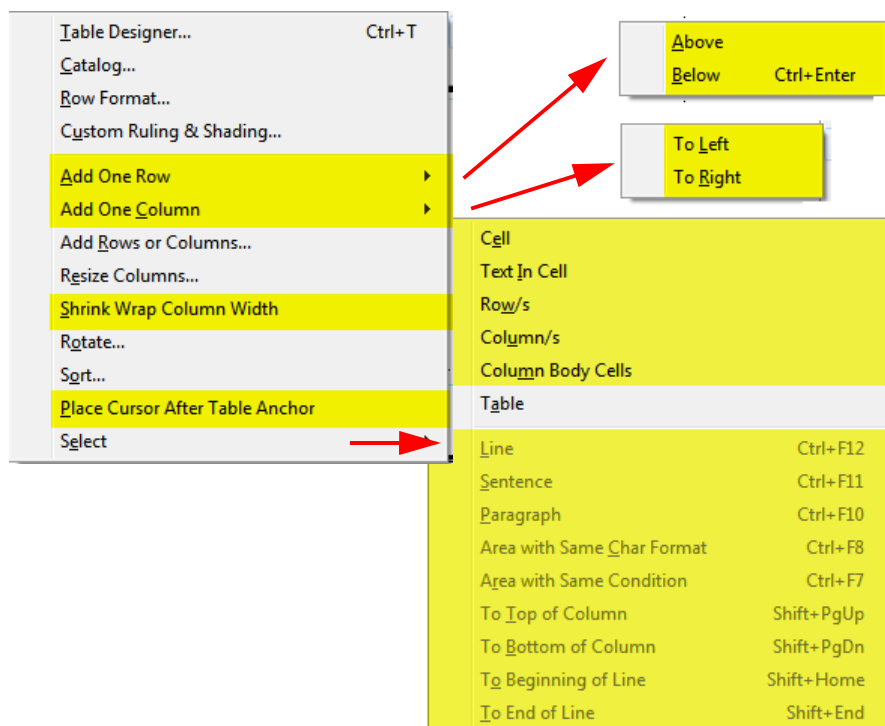 Table Designer... Ctrl+T
Catalog...
Row Format...
Custom Ruling & Shading...
Add One Row
Add One Column
Add Rows or Columns...
Resize Columns...
Shrink Wrap Column Width
Rotate...
Sort...
Place Cursor After Table Anchor
Select
Above
Below Ctrl+Enter
To Left
To Right
Cell
Text In Cell
Row/s
Column/s
Column Body Cells
Table
Line Ctrl+F12
Sentence Ctrl+F11
Paragraph Ctrl+F10
Area with Same Char Format Ctrl+F8
Area with Same Condition Ctrl+F7
To Top of Column Shift+PgUp
To Bottom of Column Shift+PgDn
To Beginning of Line Shift+Home
To End of Line Shift+End